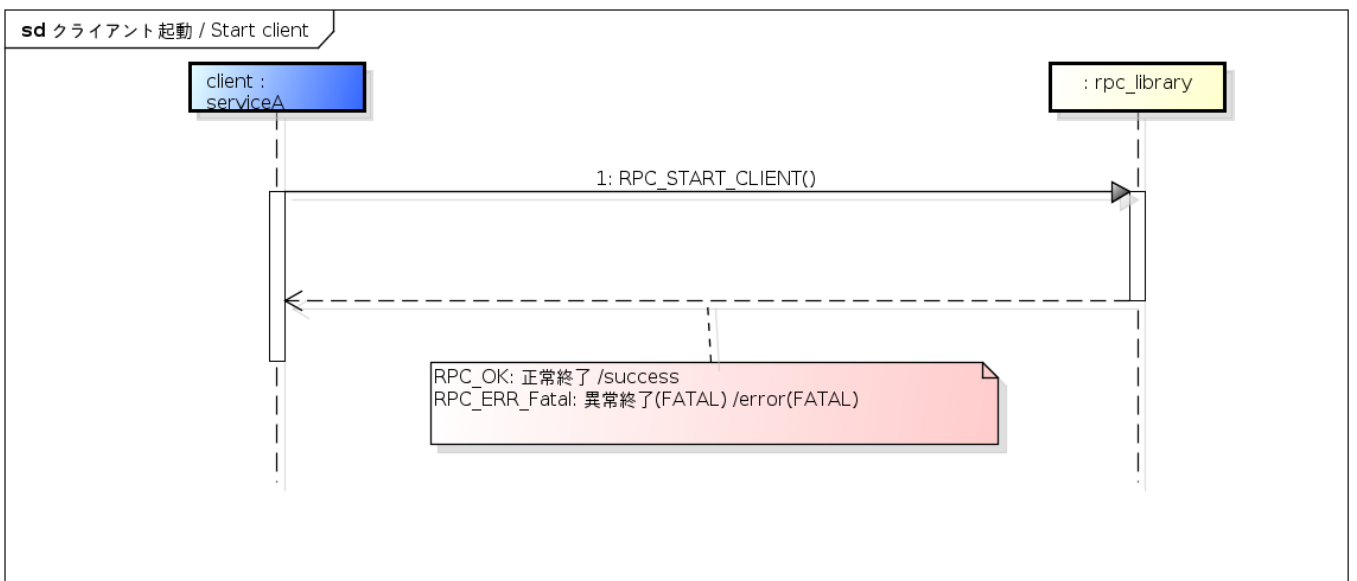 sd クライアント起動 / Start client
client :
serviceA
: rpc_library
1: RPC_START_CLIENT()
RPC_OK: 正常終了 /success
RPC_ERR_Fatal: 異常終了(FATAL) /error(FATAL)